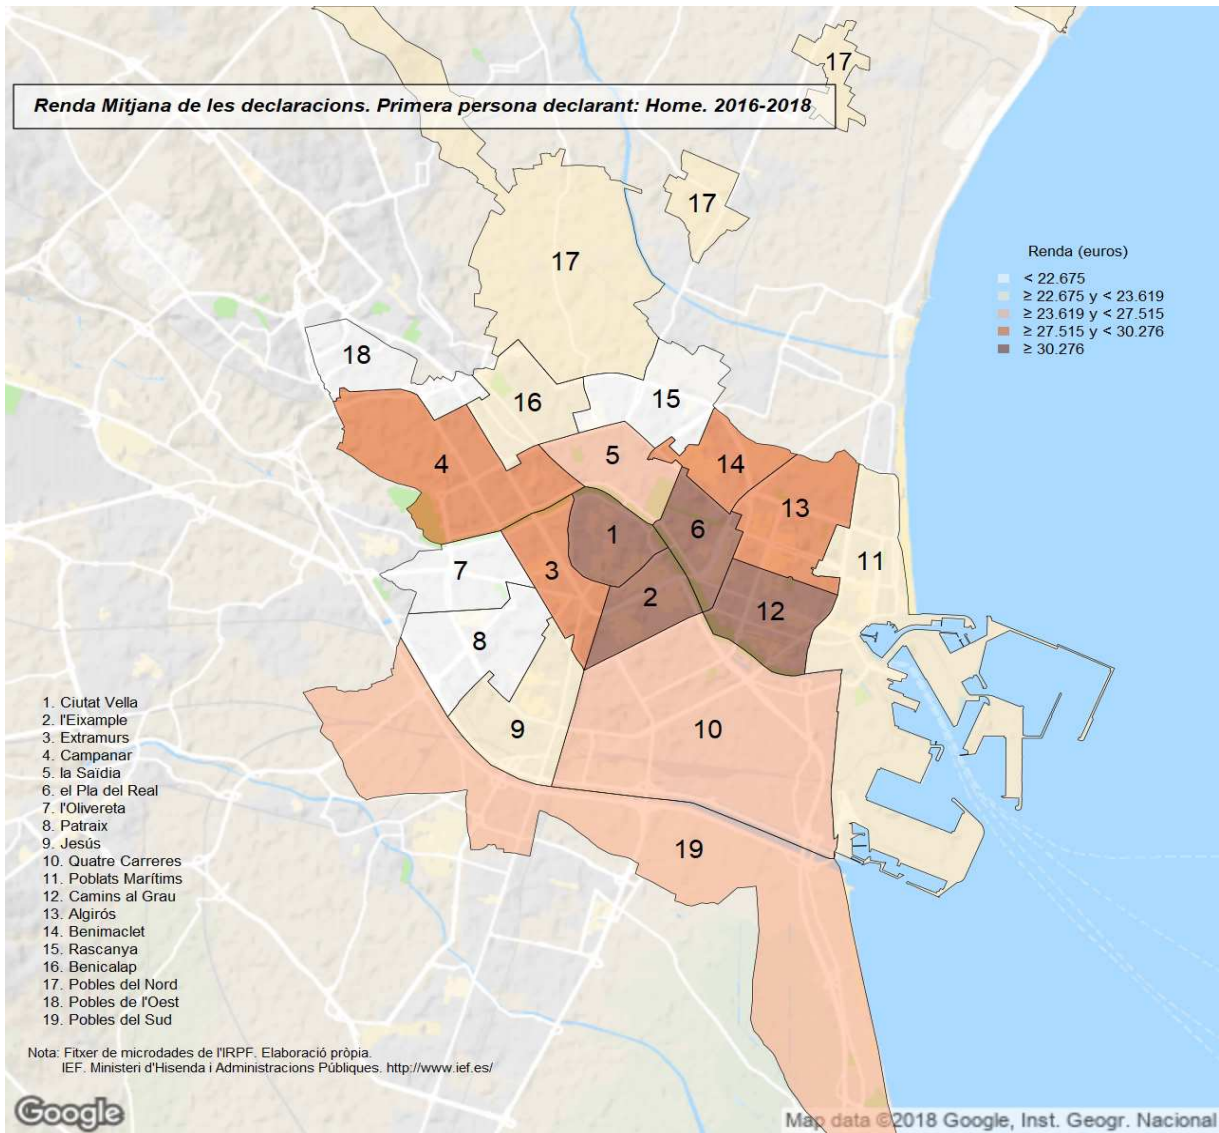 17
Renda Mitjana de les declaracions. Primera persona declarant: Home. 2016-2018
17
17
Renda (euros)
< 22.675
≥ 22.675 y < 23.619
≥ 23.619 y < 27.515
≥ 27.515 y < 30.276
≥ 30.276
18
16
15
5
4
14
13
6
1
11
3
7
2
12
8
9
10
19
1. Ciutat Vella
2. l'Eixample
3. Extramurs
4. Campanar
5. la Saïdia
6. el Pla del Real
7. l'Olivereta
8. Patraix
9. Jesús
10. Quatre Carreres
11. Poblats Marítims
12. Camins al Grau
13. Algirós
14. Benimaclet
15. Rascanya
16. Benicalap
17. Pobles del Nord
18. Pobles de l'Oest
19. Pobles del Sud
Nota: Fitxer de microdades de l'IRPF. Elaboració pròpia.
IEF. Ministeri d'Hisenda i Administracions Públiques. http://www.ief.es/
Google
Map data ©2018 Google, Inst. Geogr. Nacional